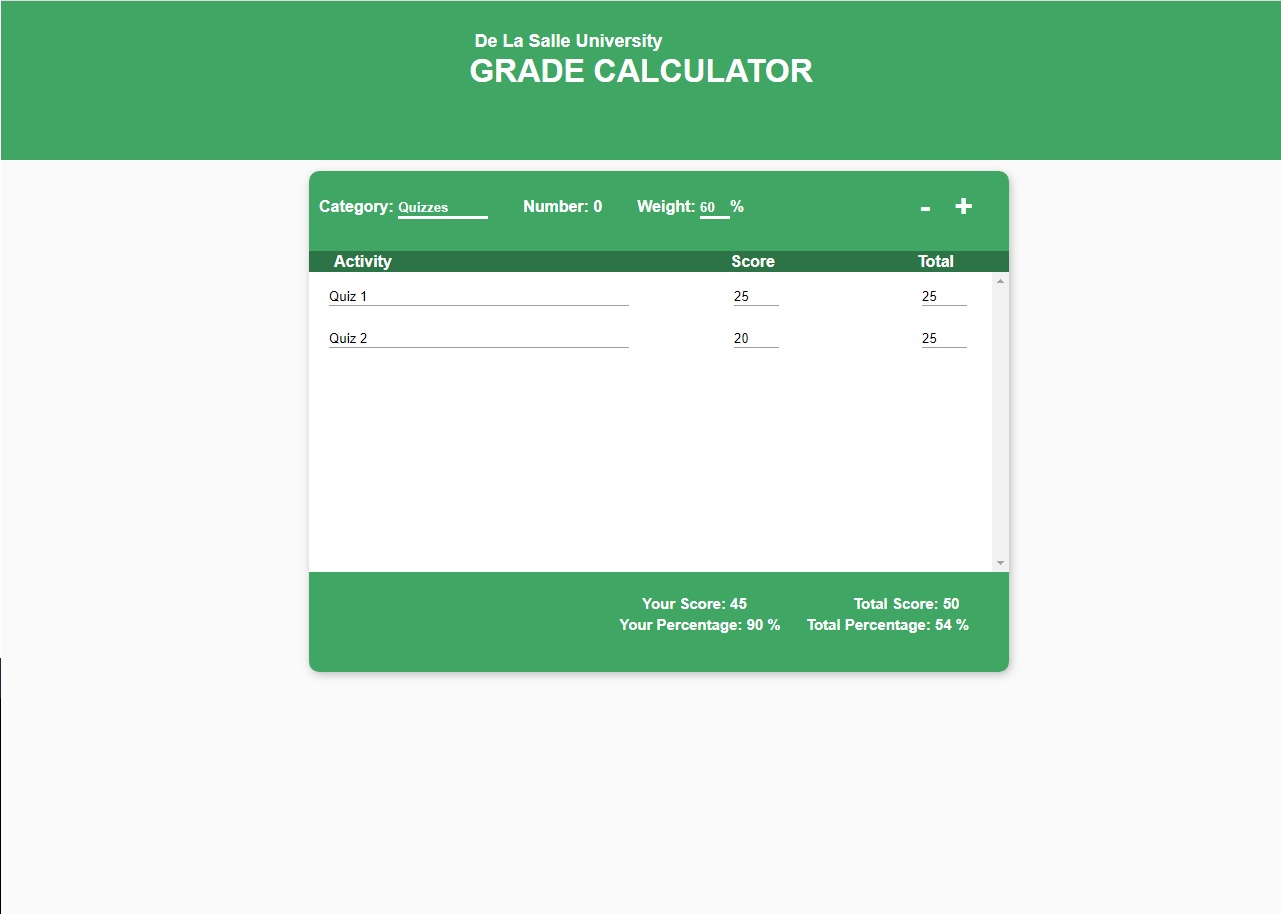 De La Salle University
GRADE CALCULATOR
Category: Quizzes Number: 0 Weight: 60 % - +
Activity Score Total
Quiz 1 25 25
Quiz 2 20 25
Your Score: 45 Total Score: 50
Your Percentage: 90 % Total Percentage: 54 %